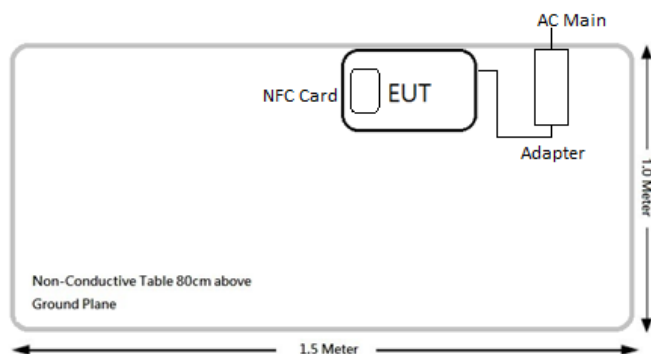 AC Main
NFC Card
EUT
Adapter
1.0 Meter
Non-Conductive Table 80cm above
Ground Plane
1.5 Meter